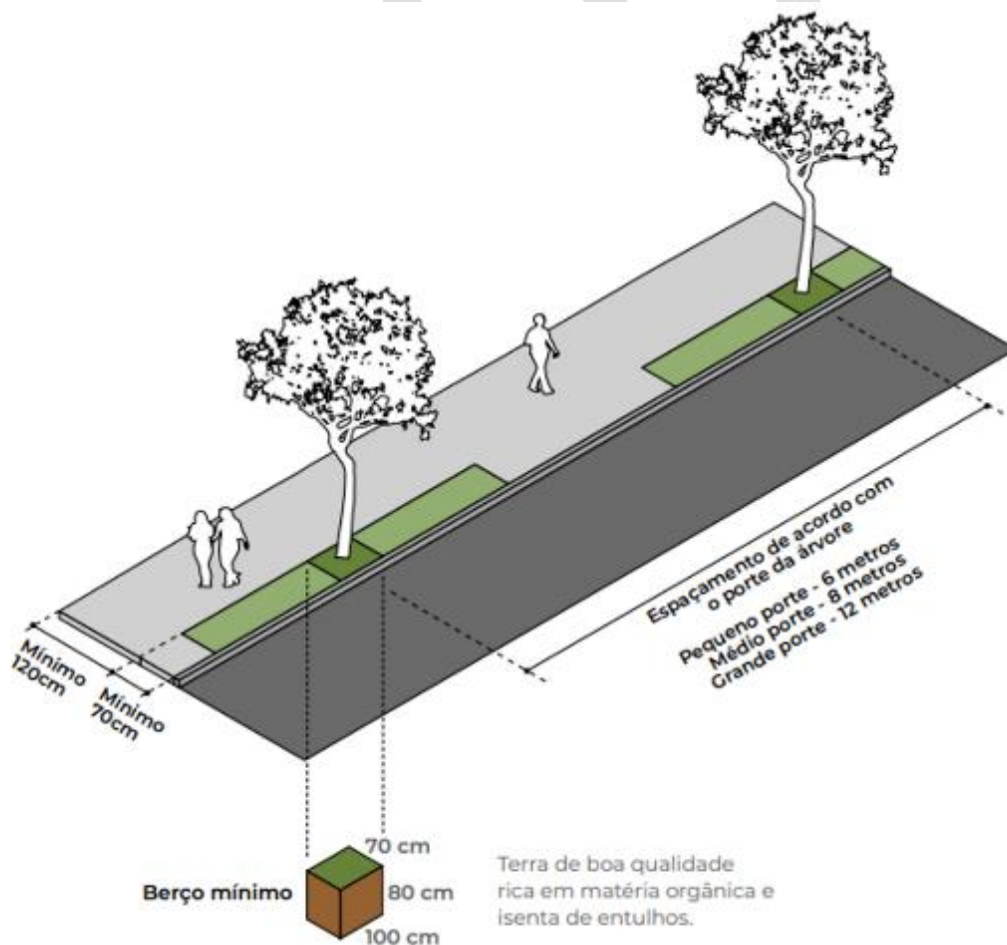 Espaçamento de acordo com
o porte da árvore
Pequeno porte - 6 metros
Médio porte - 8 metros
Grande porte - 12 metros
Mínimo
120cm
Mínimo
70cm
70 cm
Berço mínimo
80 cm
100 cm
Terra de boa qualidade
rica em matéria orgânica e
isenta de entulhos.